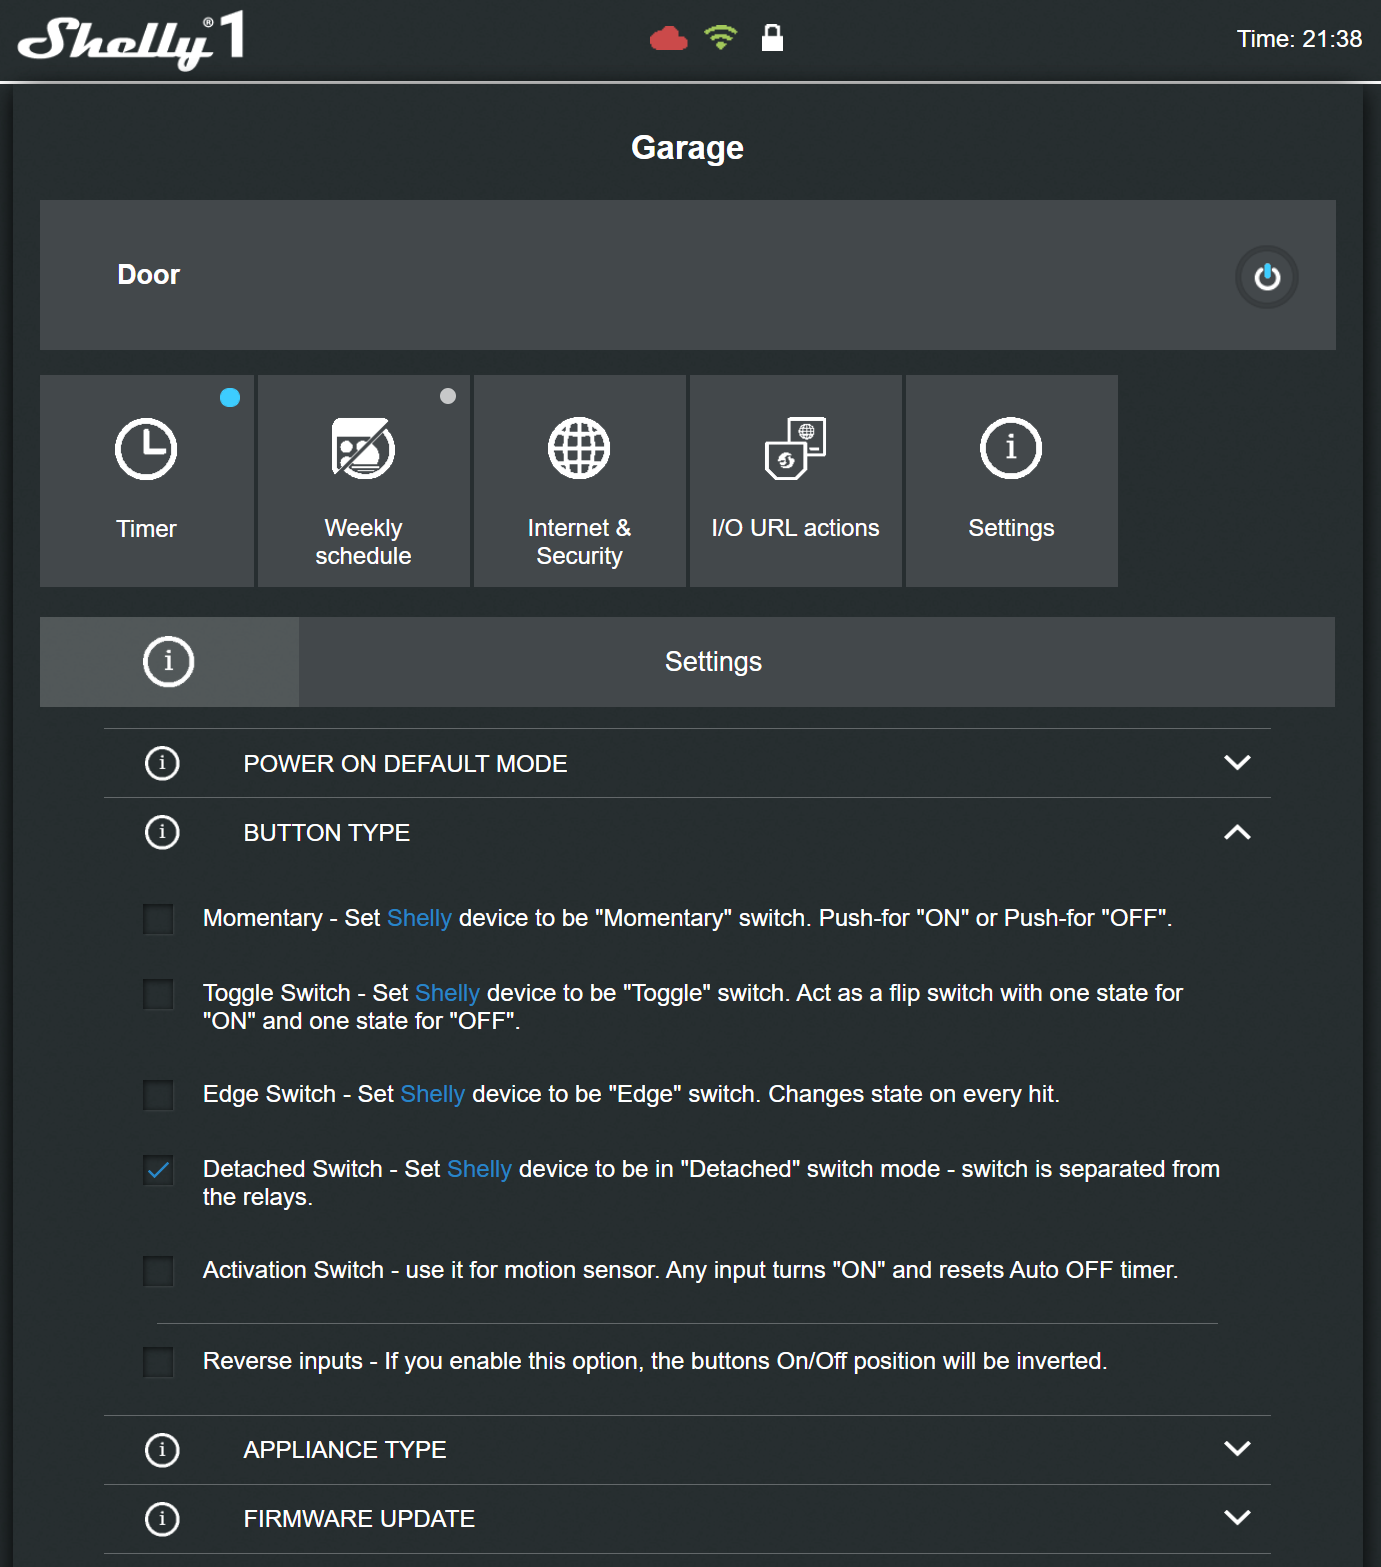 Shelly®1
Time: 21:38
Garage
Door
Timer
Weekly
schedule
Internet &
Security
I/O URL actions
Settings
Settings
POWER ON DEFAULT MODE
BUTTON TYPE
Momentary - Set Shelly device to be "Momentary" switch. Push-for "ON" or Push-for "OFF".
Toggle Switch - Set Shelly device to be "Toggle" switch. Act as a flip switch with one state for
"ON" and one state for "OFF".
Edge Switch - Set Shelly device to be "Edge" switch. Changes state on every hit.
Detached Switch - Set Shelly device to be in "Detached" switch mode - switch is separated from
the relays.
Activation Switch - use it for motion sensor. Any input turns "ON" and resets Auto OFF timer.
Reverse inputs - If you enable this option, the buttons On/Off position will be inverted.
APPLIANCE TYPE
FIRMWARE UPDATE